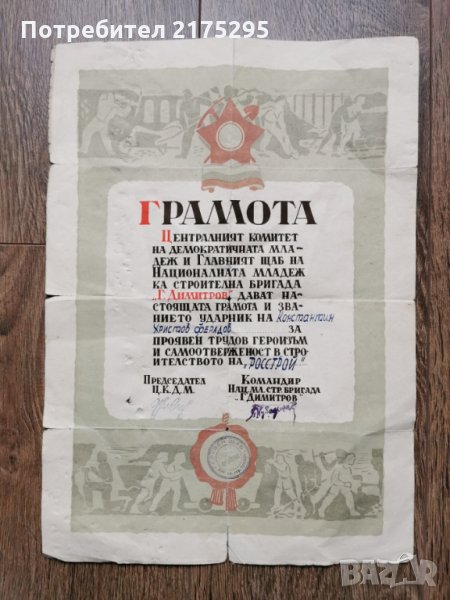 Потребител 2175295
ГРАМОТА
ЦЕНТРАЛНИЯТ КОМИТЕТ
НА ДЕМОКРАТИЧНАТА МЛА-
ДЕЖ И ГЛАВНИЯТ ЩАБ НА
НАЦИОНАЛНАТА МЛАДЕЖ
КА СТРОИТЕЛНА БРИГАДА
"Г. ДИМИТРОВ" ДАВАТ НА-
СТОЯЩАТА ГРАМОТА И ЗВА-
НИЕТО УДАРНИК НА Константин
Христов ЗА
ПРОЯВЕН ТРУДОВ ГЕРОИЗЪМ
И САМООТВЕРЖЕНОСТ В СТРО-
ИТЕЛСТВОТО НА "РОССТРОЙ"
ПРЕДСЕДАТЕЛ
Ц.К.Д.М.
КОМАНДИР
НАЦ. МЛ. СТР. БРИГАДА
"Г. ДИМИТРОВ"
BAZAR